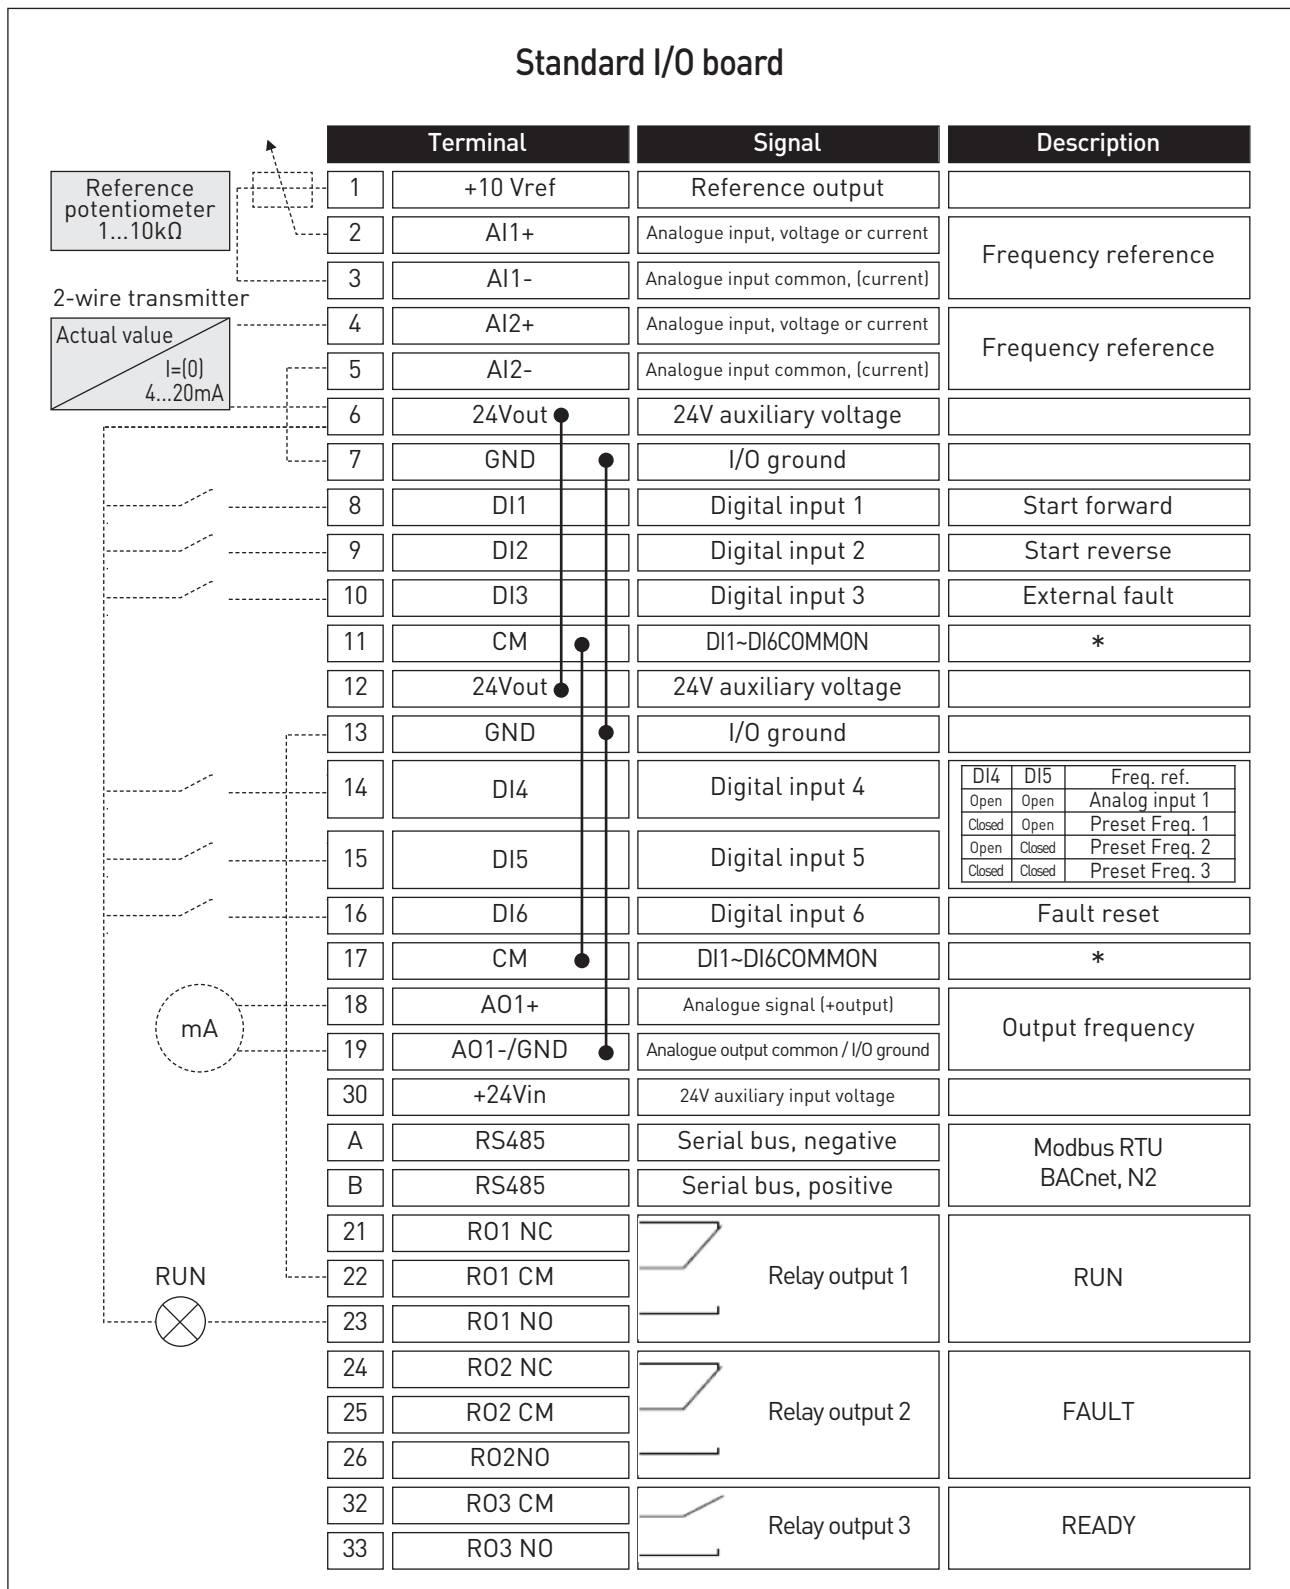 Standard I/O board
Terminal Signal Description
Reference
potentiometer
1...10kΩ
1 +10 Vref Reference output
2 AI1+ Analogue input, voltage or current
Frequency reference
3 AI1- Analogue input common, (current)
2-wire transmitter
Actual value
I=(0)
4...20mA
4 AI2+ Analogue input, voltage or current
Frequency reference
5 AI2- Analogue input common, (current)
6 24Vout 24V auxiliary voltage
7 GND I/O ground
8 DI1 Digital input 1 Start forward
9 DI2 Digital input 2 Start reverse
10 DI3 Digital input 3 External fault
11 CM DI1~DI6COMMON *
12 24Vout 24V auxiliary voltage
13 GND I/O ground
14 DI4 Digital input 4
DI4 DI5 Freq. ref.
Open Open Analog input 1
Closed Open Preset Freq. 1
Open Closed Preset Freq. 2
Closed Closed Preset Freq. 3
15 DI5 Digital input 5
16 DI6 Digital input 6 Fault reset
17 CM DI1~DI6COMMON *
mA
18 AO1+ Analogue signal (+output)
Output frequency
19 AO1-/GND Analogue output common / I/O ground
30 +24Vin 24V auxiliary input voltage
A RS485 Serial bus, negative
Modbus RTU
BACnet, N2
B RS485 Serial bus, positive
21 RO1 NC
RUN
22 RO1 CM Relay output 1 RUN
23 RO1 NO
24 RO2 NC
25 RO2 CM Relay output 2 FAULT
26 RO2NO
32 RO3 CM
Relay output 3 READY
33 RO3 NO